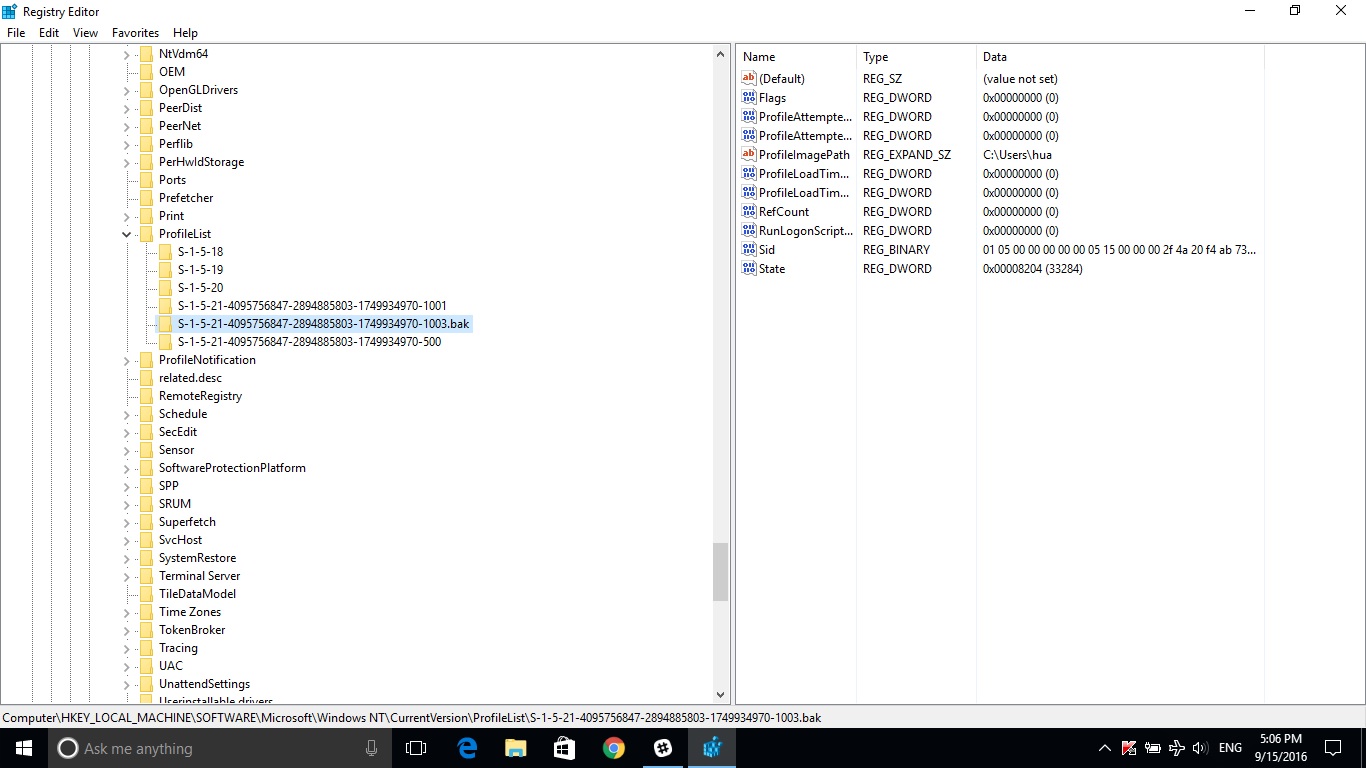 Registry Editor
File Edit View Favorites Help
NtVdm64
OEM
OpenGLDrivers
PeerDist
PeerNet
Perflib
PerHwIdStorage
Ports
Prefetcher
Print
ProfileList
S-1-5-18
S-1-5-19
S-1-5-20
S-1-5-21-4095756847-2894885803-1749934970-1001
S-1-5-21-4095756847-2894885803-1749934970-1003.bak
S-1-5-21-4095756847-2894885803-1749934970-500
ProfileNotification
related.desc
RemoteRegistry
Schedule
SecEdit
Sensor
SoftwareProtectionPlatform
SPP
SRUM
Superfetch
SvcHost
SystemRestore
Terminal Server
TileDataModel
Time Zones
TokenBroker
Tracing
UAC
UnattendSettings
Userinstallable.drivers
Name Type Data
(Default) REG_SZ (value not set)
Flags REG_DWORD 0x00000000 (0)
ProfileAttempte... REG_DWORD 0x00000000 (0)
ProfileAttempte... REG_DWORD 0x00000000 (0)
ProfileImagePath REG_EXPAND_SZ C:\Users\hua
ProfileLoadTim... REG_DWORD 0x00000000 (0)
ProfileLoadTim... REG_DWORD 0x00000000 (0)
RefCount REG_DWORD 0x00000000 (0)
RunLogonScript... REG_DWORD 0x00000000 (0)
Sid REG_BINARY 01 05 00 00 00 00 00 05 15 00 00 00 2f 4a 20 f4 ab 73...
State REG_DWORD 0x00008204 (33284)
Computer\HKEY_LOCAL_MACHINE\SOFTWARE\Microsoft\Windows NT\CurrentVersion\ProfileList\S-1-5-21-4095756847-2894885803-1749934970-1003.bak
Ask me anything
ENG
5:06 PM
9/15/2016